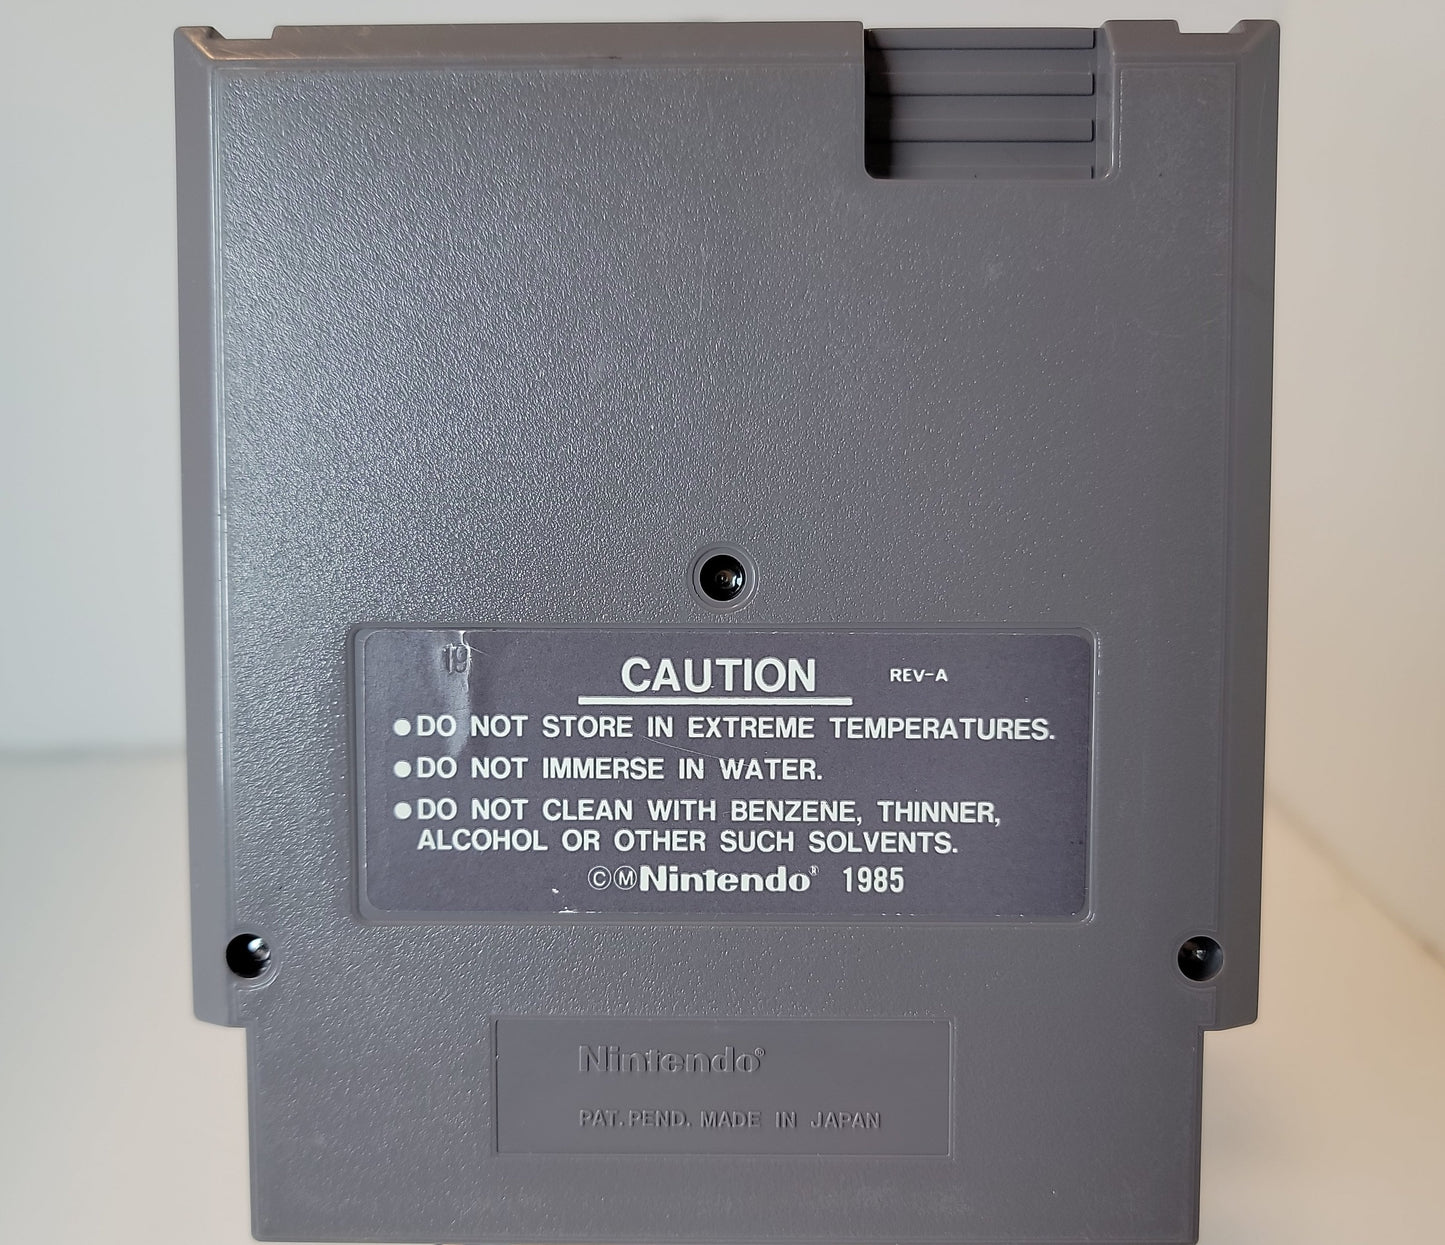 19
CAUTION REV-A
●DO NOT STORE IN EXTREME TEMPERATURES.
●DO NOT IMMERSE IN WATER.
●DO NOT CLEAN WITH BENZENE, THINNER,
ALCOHOL OR OTHER SUCH SOLVENTS.
©ⓂNintendo® 1985
Nintendo®
PAT. PEND. MADE IN JAPAN